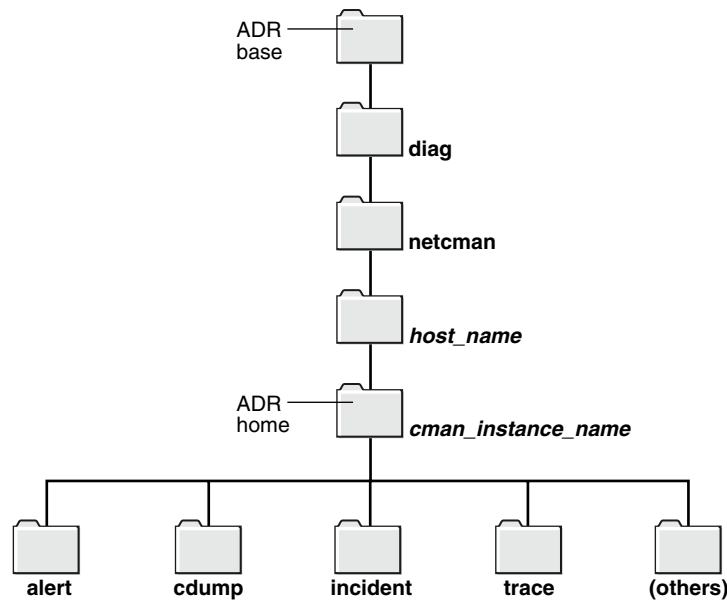 ADR
base
diag
netcman
host_name
ADR
home
cman_instance_name
alert
cdump
incident
trace
(others)